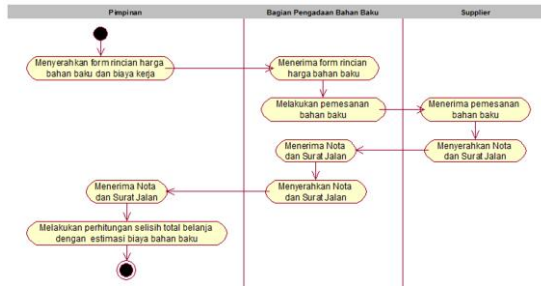 Pimpinan
Bagian Pengadaan Bahan Baku
Supplier
Menyerahkan form rincian harga
bahan baku dan biaya kerja
Menerima form rincian
harga bahan baku
Melakukan pemesanan
bahan baku
Menerima pemesanan
bahan baku
Menerima Nota
dan Surat Jalan
Menyerahkan Nota
dan Surat Jalan
Menerima Nota
dan Surat Jalan
Menyerahkan Nota
dan Surat Jalan
Melakukan perhitungan selisih total belanja
dengan estimasi biaya bahan baku